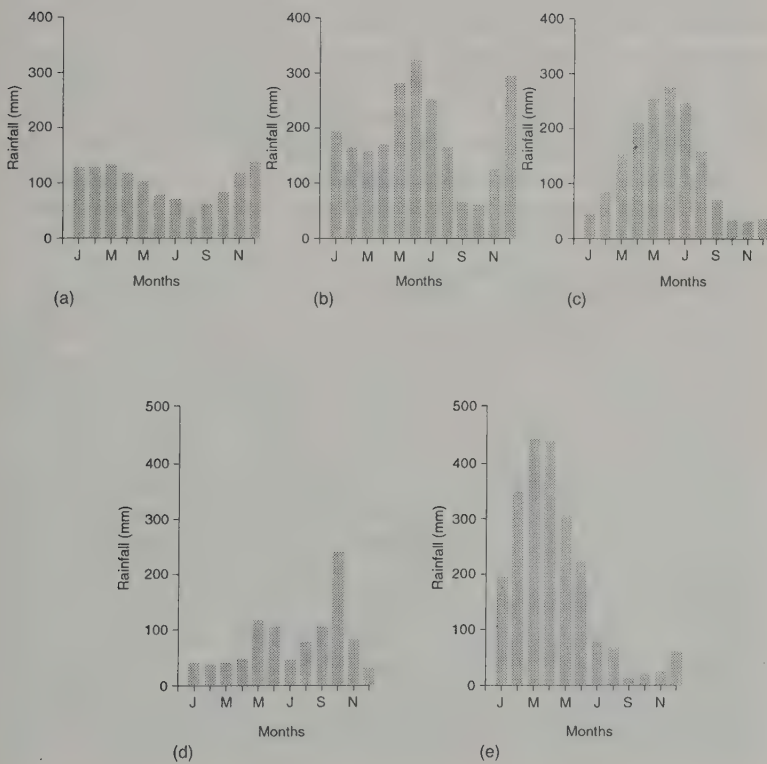 400
300
200
100
0
Rainfall (mm)
J M M J S N
Months
(a)
400
300
200
100
0
Rainfall (mm)
J M M J S N
Months
(b)
400
300
200
100
0
Rainfall (mm)
J M M J S N
Months
(c)
500
400
300
200
100
0
Rainfall (mm)
J M M J S N
Months
(d)
500
400
300
200
100
0
Rainfall (mm)
J M M J S N
Months
(e)